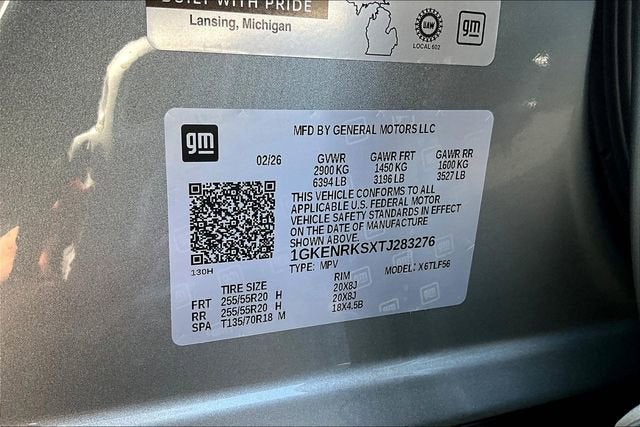 BUILT WITH PRIDE
Lansing, Michigan
UAW
LOCAL 602
gm
gm
MFD BY GENERAL MOTORS LLC
02/26
GVWR GAWR FRT GAWR RR
2900 KG 1450 KG 1600 KG
6394 LB 3196 LB 3527 LB
THIS VEHICLE CONFORMS TO ALL
APPLICABLE U.S. FEDERAL MOTOR
VEHICLE SAFETY STANDARDS IN EFFECT
ON THE DATE OF MANUFACTURE
SHOWN ABOVE.
1GKENRKSXTJ283276
130H
TYPE: MPV MODEL: X6TLF56
TIRE SIZE RIM
FRT 255/55R20 H 20X8J
RR 255/55R20 H 20X8J
SPA T135/70R18 M 18X4.5B